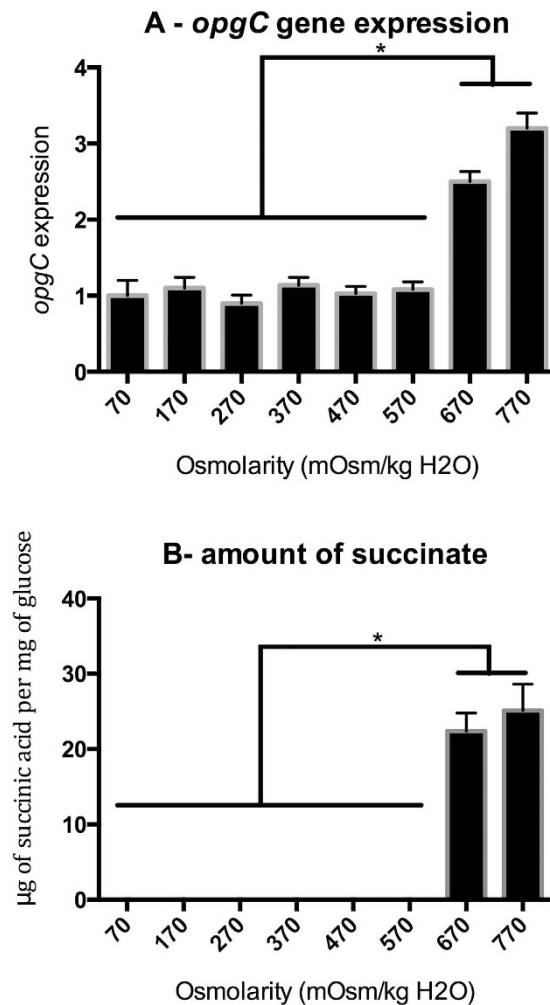 A - opgC gene expression
*
4
3
2
1
0
opgC expression
70 170 270 370 470 570 670 770
Osmolarity (mOsm/kg H2O)
B- amount of succinate
*
40
30
20
10
0
µg of succinic acid per mg of glucose
70 170 270 370 470 570 670 770
Osmolarity (mOsm/kg H2O)